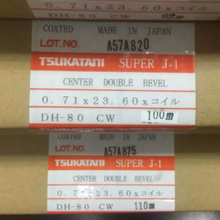 COATED MADE IN JAPAN
LOT.NO. A57A820
TSUKATANI SUPER J-1
CENTER DOUBLE BEVEL
0.71x23.60xコイル
DH-80 CW 100m
LOT.NO. A57A875
TSUKATANI SUPER J-1
CENTER DOUBLE BEVEL
0.71x23.60xコイル
DH-80 CW 110m